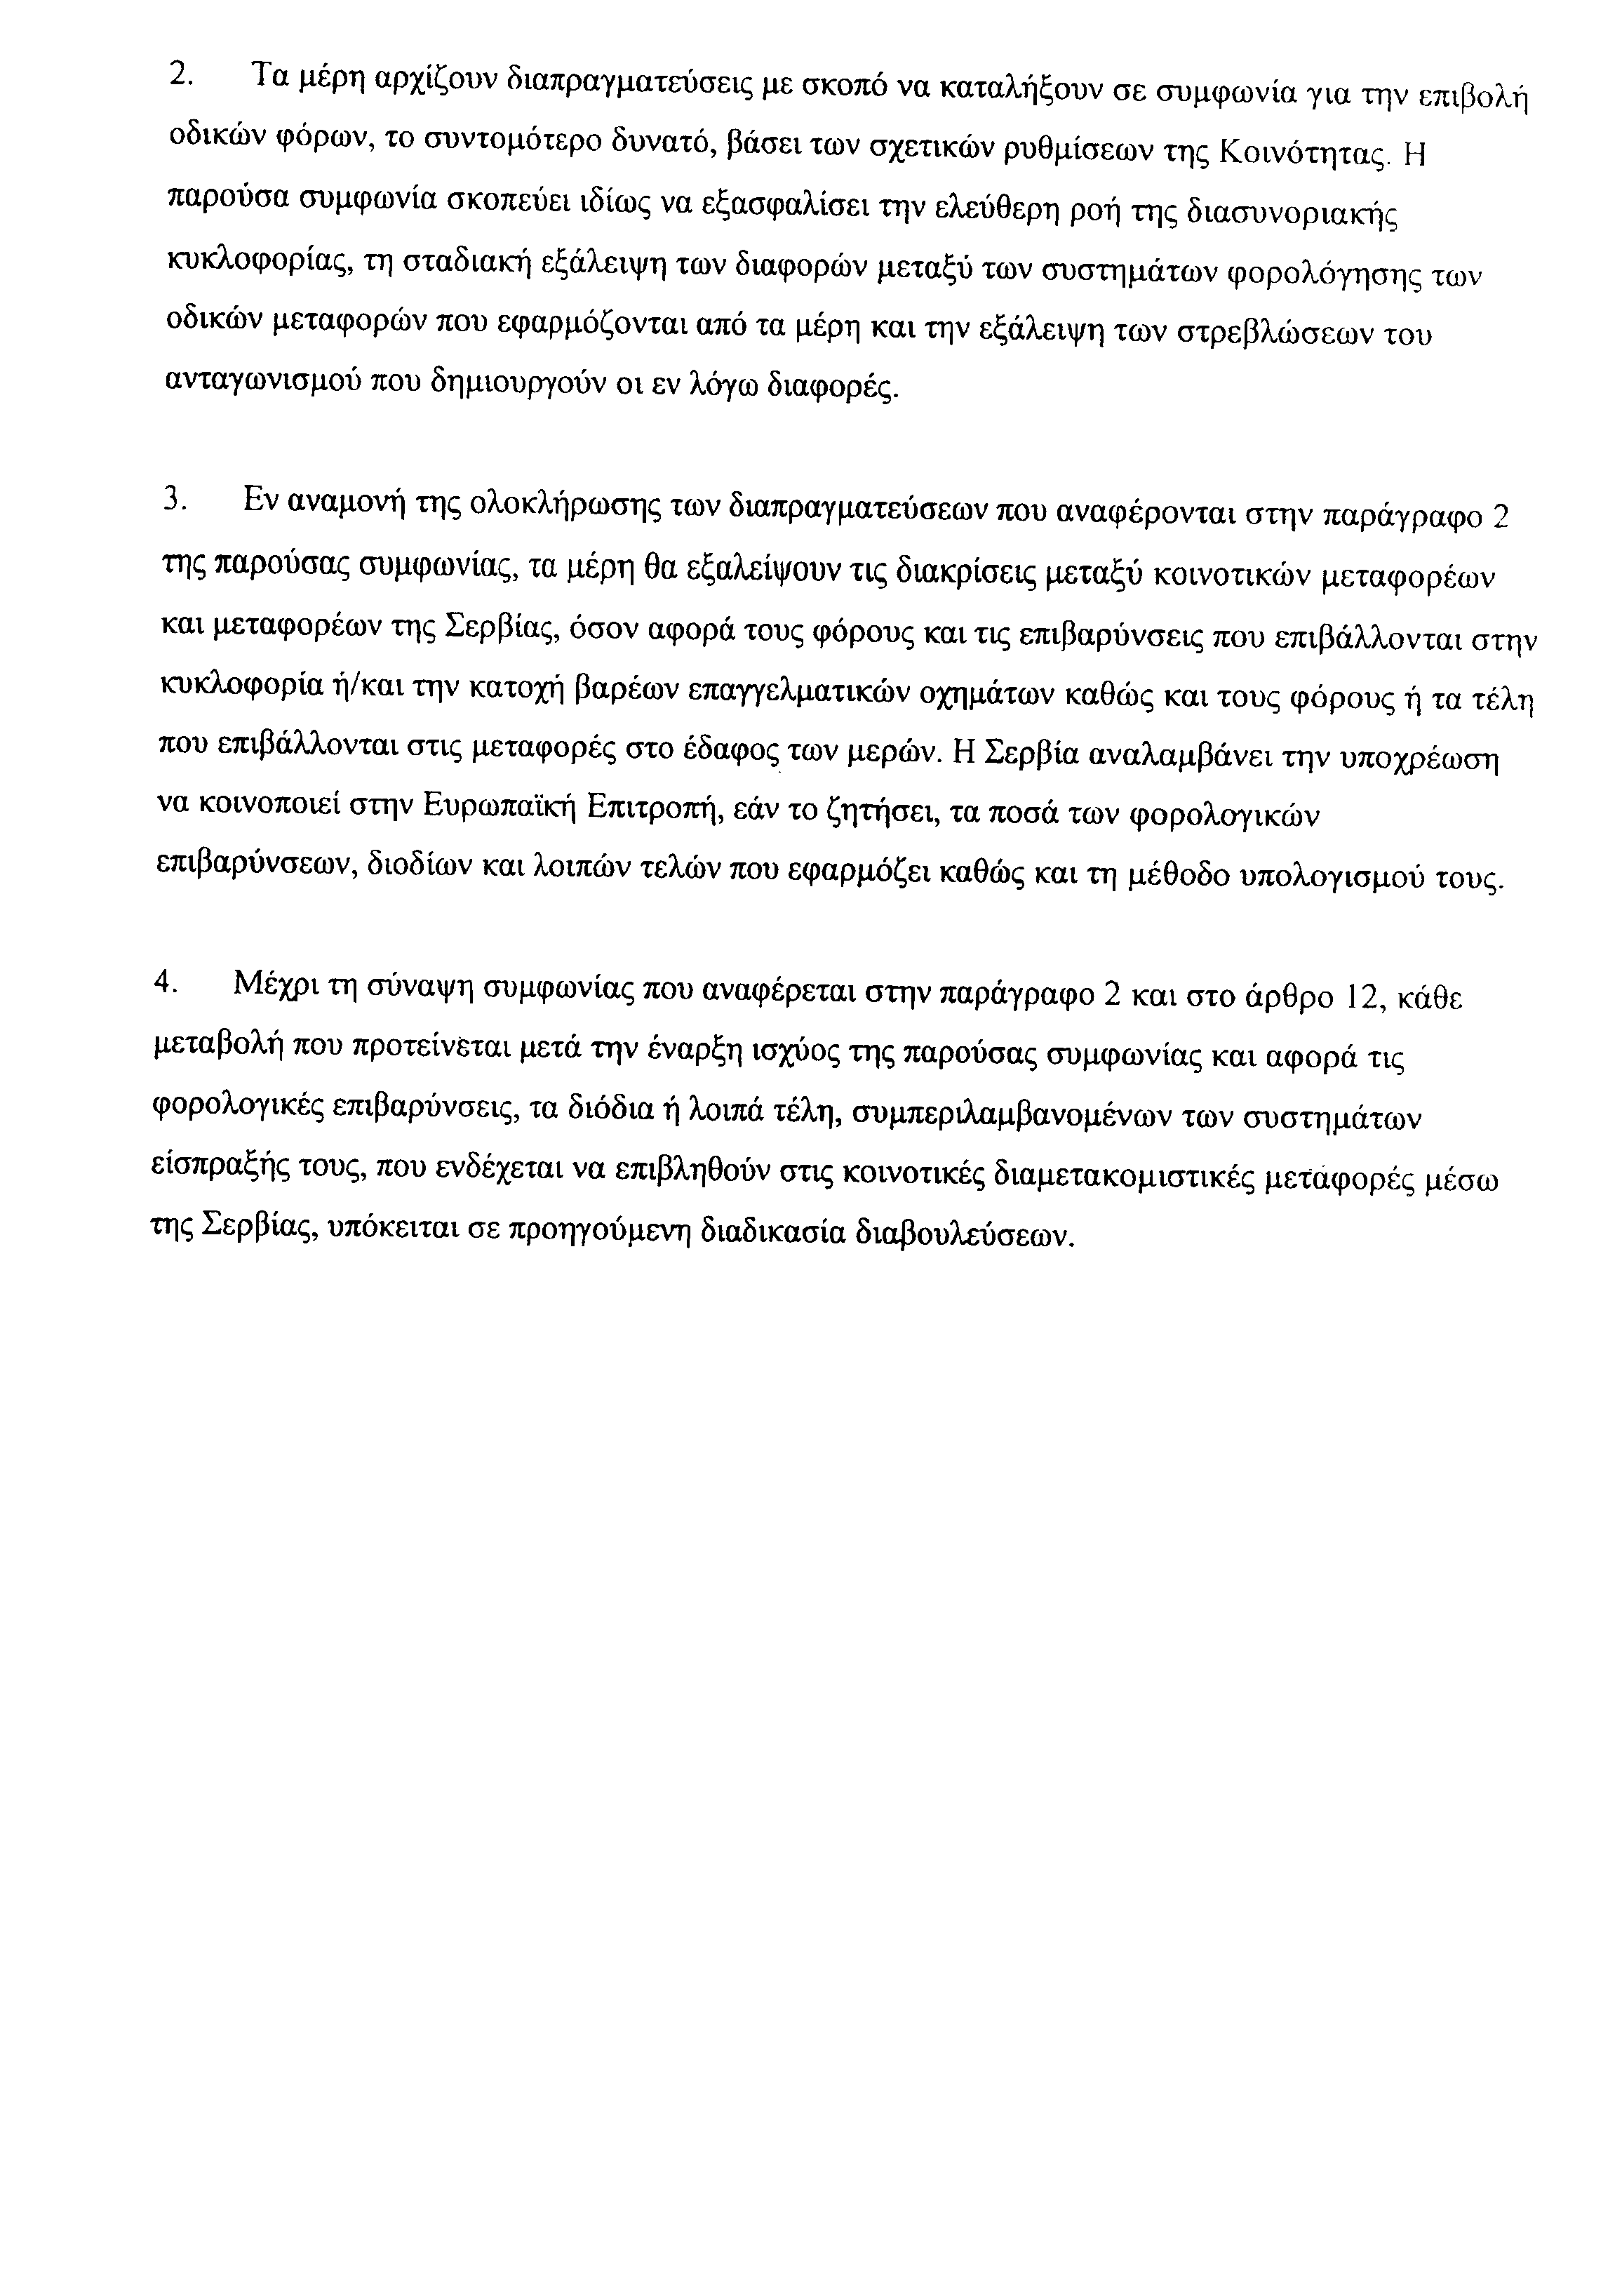 2. Τα μέρη αρχίζουν διαπραγματεύσεις με σκοπό να καταλήξουν σε συμφωνία για την επιβολή
οδικών φόρων, το συντομότερο δυνατό, βάσει των σχετικών ρυθμίσεων της Κοινότητας. Η
παρούσα συμφωνία σκοπεύει ιδίως να εξασφαλίσει την ελεύθερη ροή της διασυνοριακής
κυκλοφορίας, τη σταδιακή εξάλειψη των διαφορών μεταξύ των συστημάτων φορολόγησης των
οδικών μεταφορών που εφαρμόζονται από τα μέρη και την εξάλειψη των στρεβλώσεων του
ανταγωνισμού που δημιουργούν οι εν λόγω διαφορές.
3. Εν αναμονή της ολοκλήρωσης των διαπραγματεύσεων που αναφέρονται στην παράγραφο 2
της παρούσας συμφωνίας, τα μέρη θα εξαλείψουν τις διακρίσεις μεταξύ κοινοτικών μεταφορέων
και μεταφορέων της Σερβίας, όσον αφορά τους φόρους και τις επιβαρύνσεις που επιβάλλονται στην
κυκλοφορία ή/και την κατοχή βαρέων επαγγελματικών οχημάτων καθώς και τους φόρους ή τα τέλη
που επιβάλλονται στις μεταφορές στο έδαφος των μερών. Η Σερβία αναλαμβάνει την υποχρέωση
να κοινοποιεί στην Ευρωπαϊκή Επιτροπή, εάν το ζητήσει, τα ποσά των φορολογικών
επιβαρύνσεων, διοδίων και λοιπών τελών που εφαρμόζει καθώς και τη μέθοδο υπολογισμού τους.
4. Μέχρι τη σύναψη συμφωνίας που αναφέρεται στην παράγραφο 2 και στο άρθρο 12, κάθε
μεταβολή που προτείνεται μετά την έναρξη ισχύος της παρούσας συμφωνίας και αφορά τις
φορολογικές επιβαρύνσεις, τα διόδια ή λοιπά τέλη, συμπεριλαμβανομένων των συστημάτων
είσπραξής τους, που ενδέχεται να επιβληθούν στις κοινοτικές διαμετακομιστικές μεταφορές μέσω
της Σερβίας, υπόκειται σε προηγούμενη διαδικασία διαβουλεύσεων.